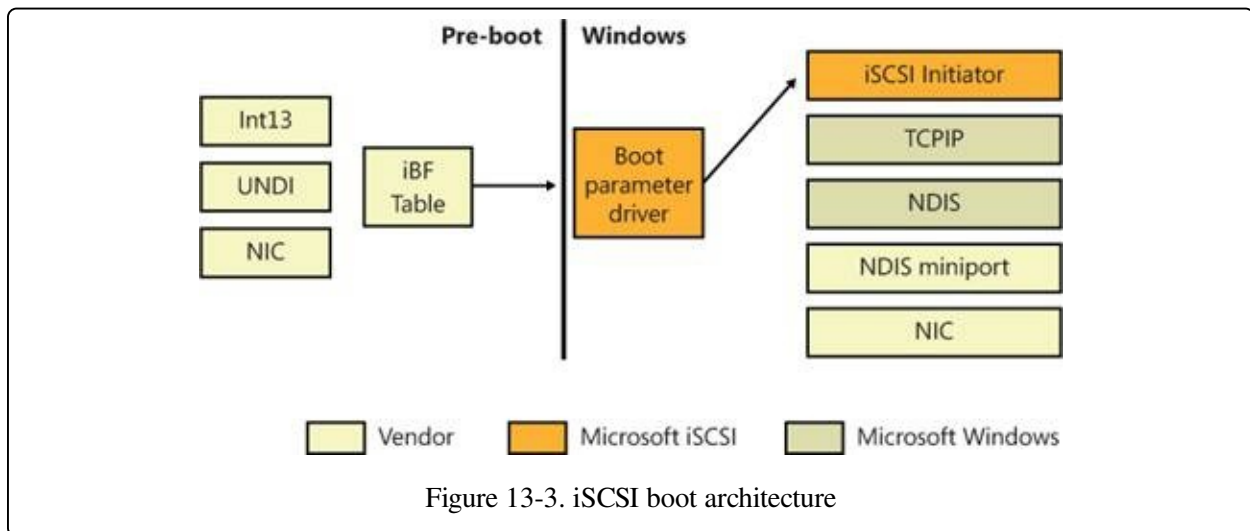 Pre-boot
Windows
Int13
UNDI
NIC
iBF
Table
Boot
parameter
driver
iSCSI Initiator
TCPIP
NDIS
NDIS miniport
NIC
Vendor
Microsoft iSCSI
Microsoft Windows
Figure 13-3. iSCSI boot architecture